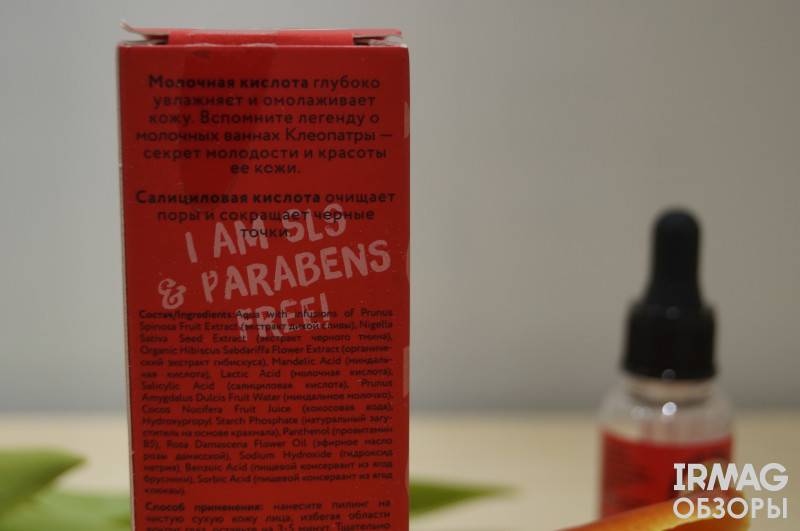 Молочная кислота глубоко
увлажняет и омолаживает
кожу. Вспомните легенду о
молочных ваннах Клеопатры —
секрет молодости и красоты
ее кожи.
Салициловая кислота очищает
поры и сокращает черные
точки.
I AM SLS
& PARABENS
FREE!
Состав/Ingredients: Aqua with infusions of Prunus
Spinosa Fruit Extract (экстракт дикой сливы), Nigella
Sativa Seed Extract (экстракт черного тмина),
Organic Hibiscus Sabdariffa Flower Extract (органиче-
ский экстракт гибискуса), Mandelic Acid (миндаль-
ная кислота), Lactic Acid (молочная кислота),
Salicylic Acid (салициловая кислота), Prunus
Amygdalus Dulcis Fruit Water (миндальное молочко),
Cocos Nucifera Fruit Juice (кокосовая вода),
Hydroxypropyl Starch Phosphate (натуральный загу-
ститель на основе крахмала), Panthenol (провитамин
B5), Rosa Damascena Flower Oil (эфирное масло
розы дамасской), Sodium Hydroxide (гидроксид
натрия), Benzoic Acid (пищевой консервант из ягод
брусники), Sorbic Acid (пищевой консервант из ягод
клюквы).
Способ применения: нанесите пилинг на
чистую сухую кожу лица, избегая области
3-5 минут. Тщательно
IRMAG
ОБЗОРЫ